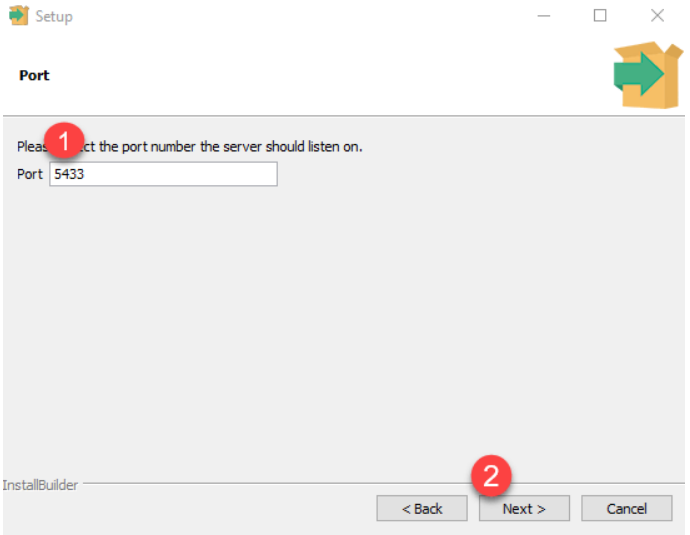 Setup
Port
1
Pleas ct the port number the server should listen on.
Port 5433
2
InstallBuilder
< Back Next > Cancel